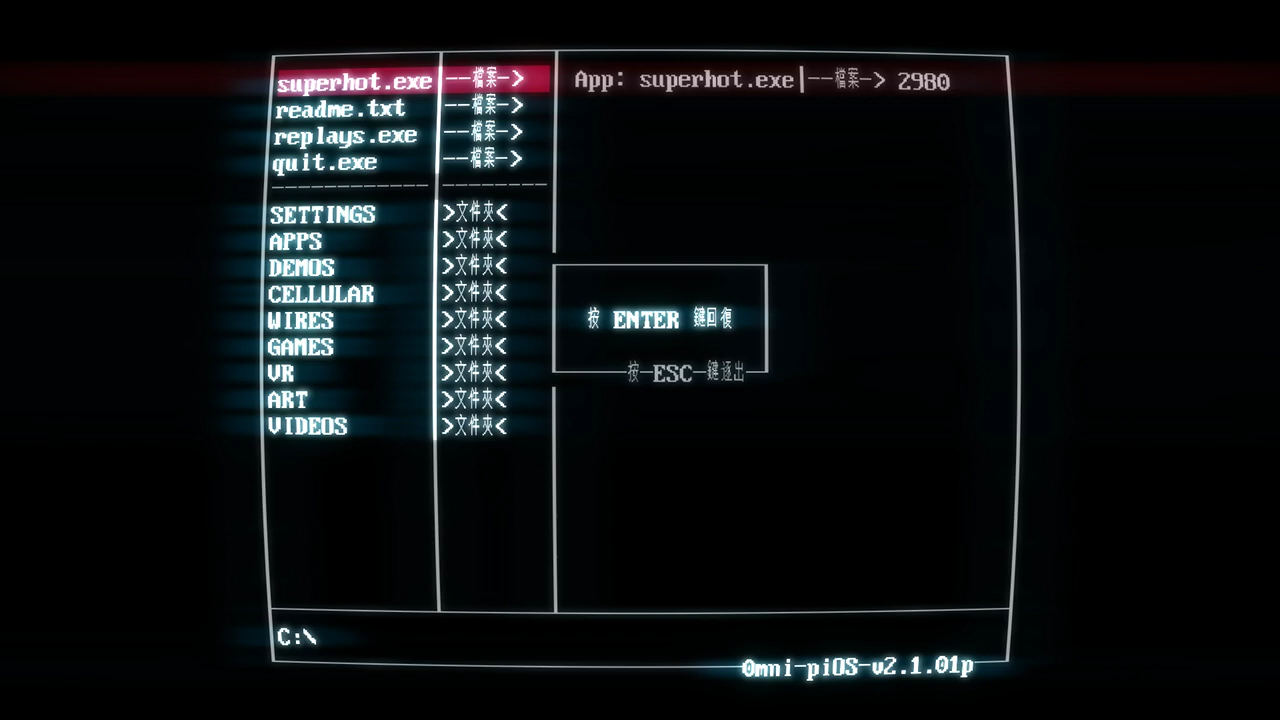 superhot.exe --檔案-> App: superhot.exe|--檔案-> 2980
readme.txt --檔案->
replays.exe --檔案->
quit.exe --檔案->
SETTINGS >文件夾<
APPS >文件夾<
DEMOS >文件夾<
CELLULAR >文件夾<
WIRES >文件夾<
按 ENTER 鍵回復
GAMES >文件夾<
VR >文件夾<
按-ESC-鍵逐出
ART >文件夾<
VIDEOS >文件夾<
C:\
Omni-piOS-v2.1.01p